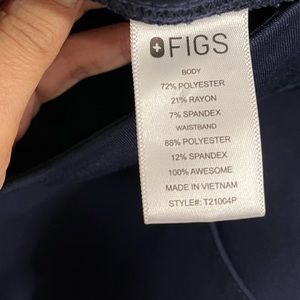 FIGS
BODY
72% POLYESTER
21% RAYON
7% SPANDEX
WAISTBAND
88% POLYESTER
12% SPANDEX
100% AWESOME
MADE IN VIETNAM
STYLE#: T21004P